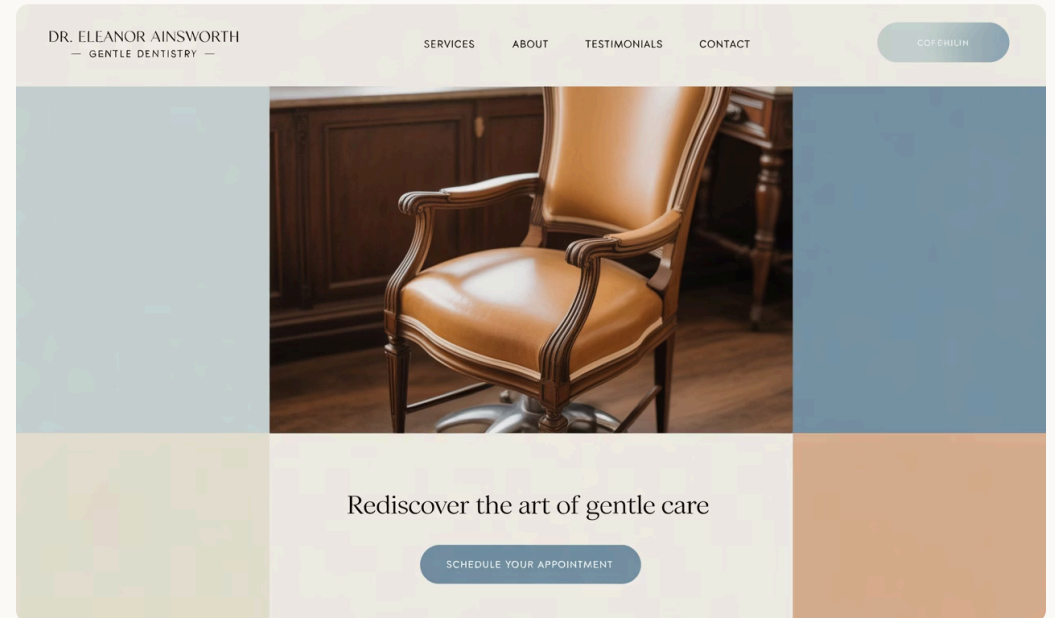 DR. ELEANOR AINSWORTH
— GENTLE DENTISTRY —
SERVICES
ABOUT
TESTIMONIALS
CONTACT
Rediscover the art of gentle care
SCHEDULE YOUR APPOINTMENT